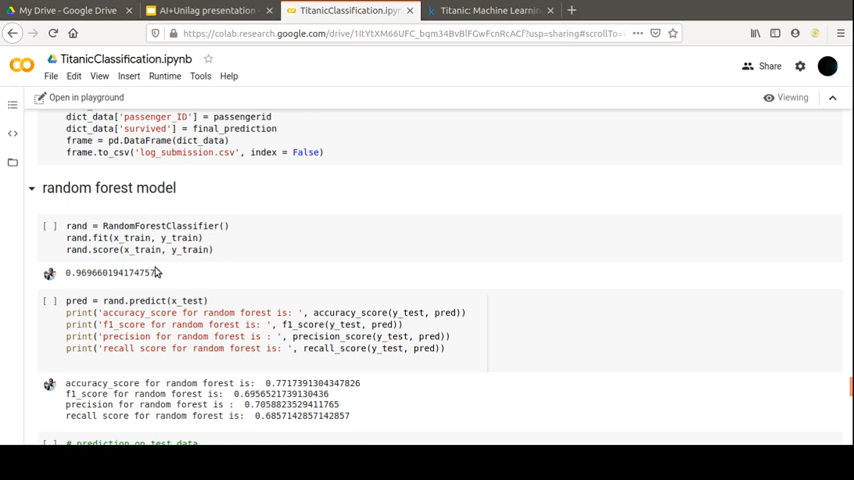 My Drive - Google Drive
AI+Unilag presentation -
TitanicClassification.ipyn
Titanic: Machine Learning
https://colab.research.google.com/drive/1ItYtXM66UFC_bqm34BvBlFGwFcnRcACf?usp=sharing#scrollTo=
TitanicClassification.ipynb
Share
File Edit View Insert Runtime Tools Help
Open in playground
Viewing
dict_data['passenger_ID'] = passengerid
dict_data['survived'] = final_prediction
frame = pd.DataFrame(dict_data)
frame.to_csv('log_submission.csv', index = False)
random forest model
[ ] rand = RandomForestClassifier()
rand.fit(x_train, y_train)
rand.score(x_train, y_train)
0.969660194174757
[ ] pred = rand.predict(x_test)
print('accuracy_score for random forest is: ', accuracy_score(y_test, pred))
print('f1_score for random forest is: ', f1_score(y_test, pred))
print('precision for random forest is : ', precision_score(y_test, pred))
print('recall score for random forest is: ', recall_score(y_test, pred))
accuracy_score for random forest is:  0.7717391304347826
f1_score for random forest is:  0.6956521739130436
precision for random forest is :  0.7058823529411765
recall score for random forest is:  0.6857142857142857
[ ] # prediction on test data